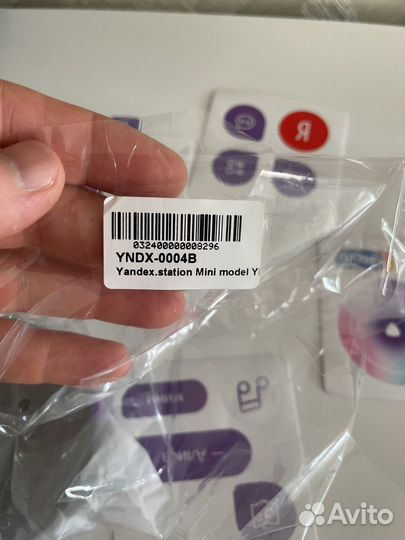 032400000008296
YNDX-0004B
Yandex.station Mini model Y
Я
— Алиса
Avito